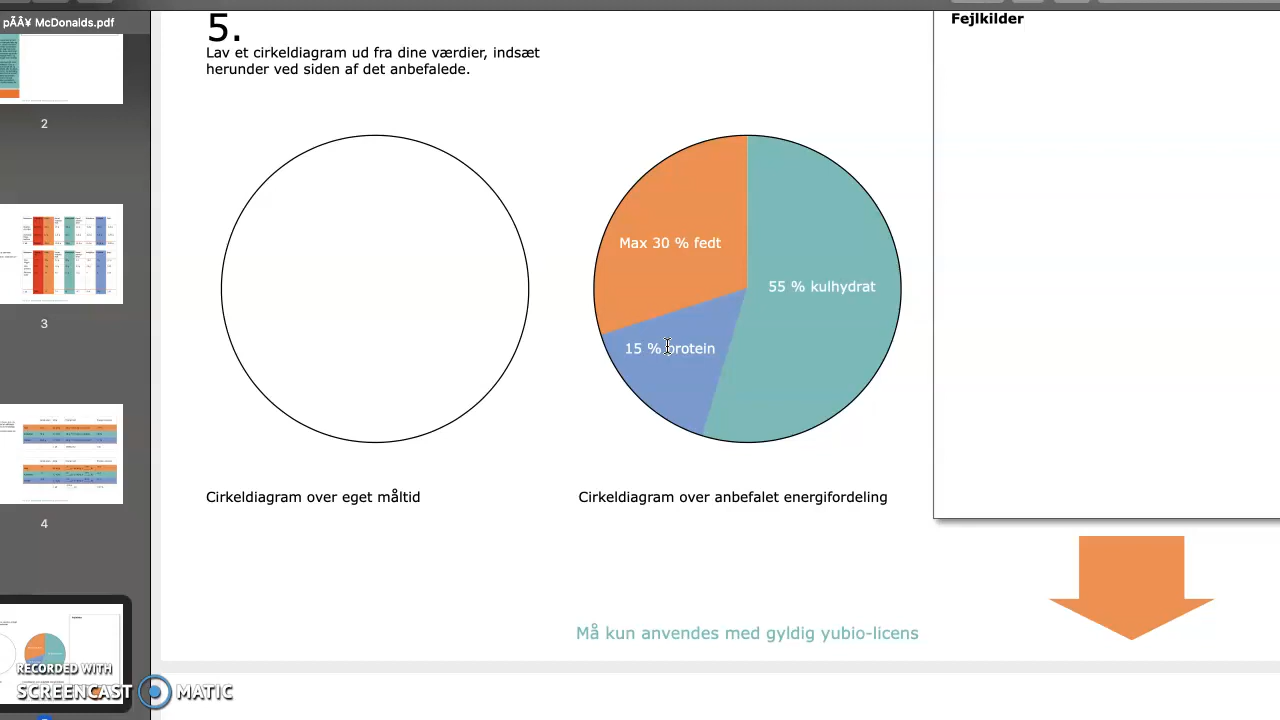 pÃÂ¥ McDonalds.pdf
2
3
4
5.
Lav et cirkeldiagram ud fra dine værdier, indsæt
herunder ved siden af det anbefalede.
Max 30 % fedt
55 % kulhydrat
15 % protein
Cirkeldiagram over eget måltid
Cirkeldiagram over anbefalet energifordeling
Må kun anvendes med gyldig yubio-licens
Fejlkilder
RECORDED WITH
SCREENCAST MATIC